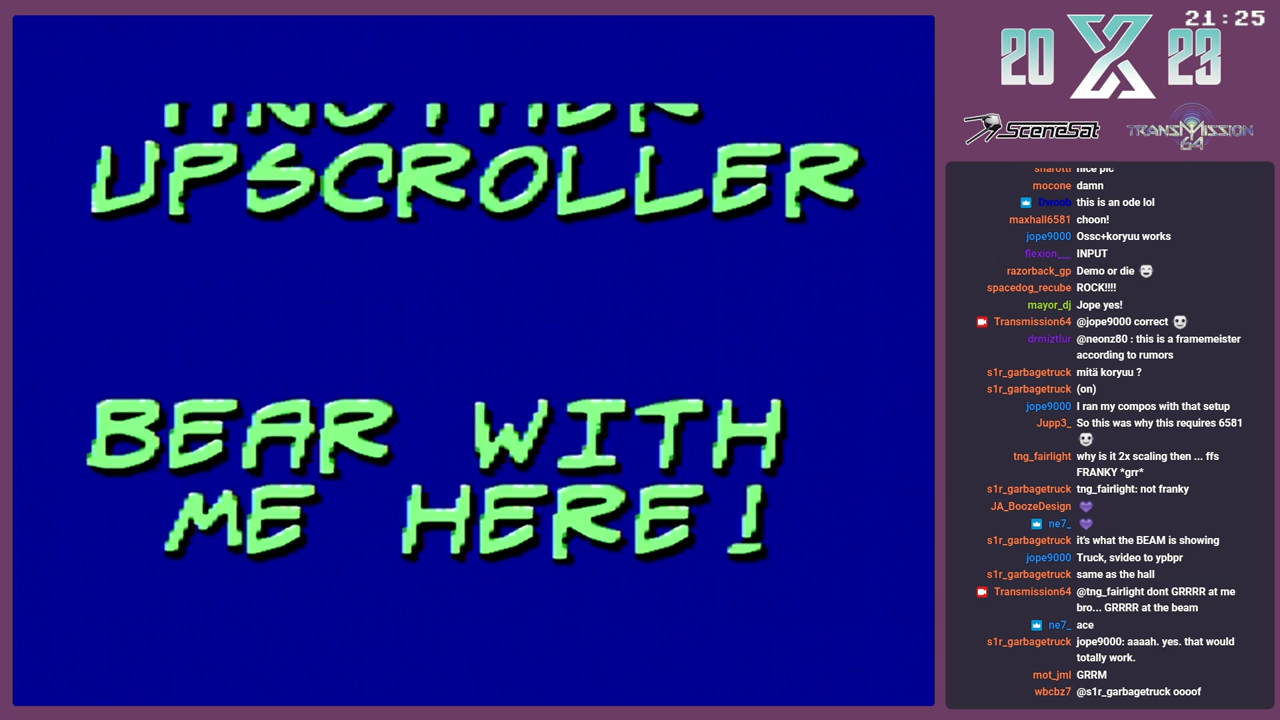 UPSCROLLER
BEAR WITH
ME HERE!
21:25
20 X 23
SCENESAT
TRANSMISSION
64
nice pic
mocone damn
Dwoob this is an ode lol
maxhall6581 choon!
jope9000 Ossc+koryuu works
flexion___ INPUT
razorback_gp Demo or die
spacedog_recube ROCK!!!!
mayor_dj Jope yes!
Transmission64 @jope9000 correct
drmiztiur @neonz80 : this is a framemeister
according to rumors
s1r_garbagetruck mitä koryuu ?
s1r_garbagetruck (on)
jope9000 I ran my compos with that setup
Jupp3_ So this was why this requires 6581
tng_fairlight why is it 2x scaling then ... ffs
FRANKY *grr*
s1r_garbagetruck tng_fairlight: not franky
JA_BoozeDesign
ne7_
s1r_garbagetruck it's what the BEAM is showing
jope9000 Truck, svideo to ypbpr
s1r_garbagetruck same as the hall
Transmission64 @tng_fairlight dont GRRRR at me
bro... GRRRR at the beam
ne7_ ace
s1r_garbagetruck jope9000: aaaah. yes. that would
totally work.
mot_jml GRRM
wbcbz7 @s1r_garbagetruck oooof